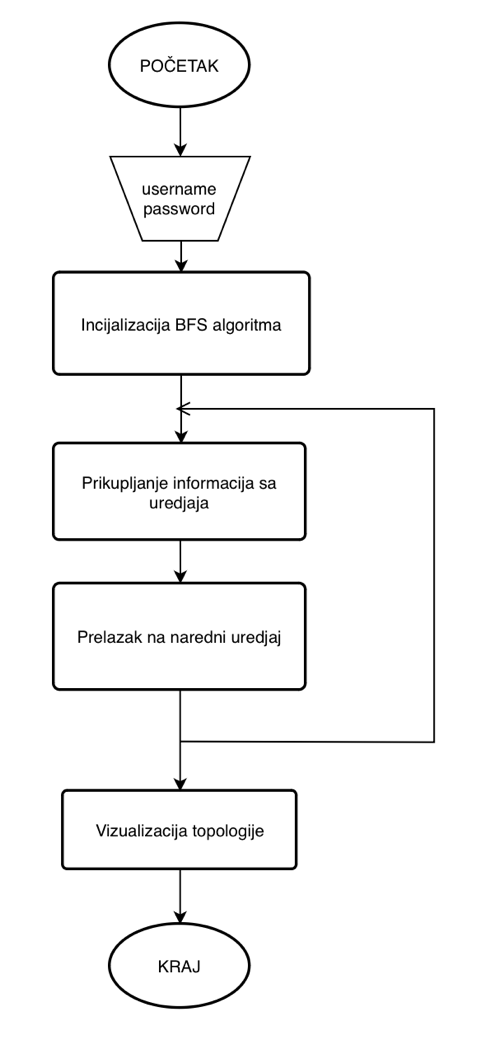 POČETAK
username
password
Incijalizacija BFS algoritma
Prikupljanje informacija sa
uredjaja
Prelazak na naredni uredjaj
Vizualizacija topologije
KRAJ